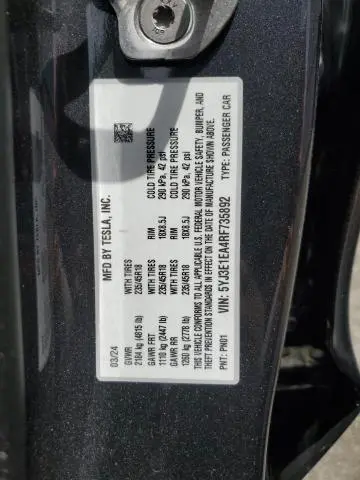 MFD BY TESLA, INC.
03/24
GVWR
2184 kg (4815 lb)
GAWR FRT WITH TIRES RIM COLD TIRE PRESSURE
1110 kg (2447 lb) 235/45R18 18X8.5J 290 kPa, 42 psi
GAWR RR WITH TIRES RIM COLD TIRE PRESSURE
1260 kg (2778 lb) 235/45R18 18X8.5J 290 kPa, 42 psi
THIS VEHICLE CONFORMS TO ALL APPLICABLE U.S. FEDERAL MOTOR VEHICLE SAFETY, BUMPER, AND
THEFT PREVENTION STANDARDS IN EFFECT ON THE DATE OF MANUFACTURE SHOWN ABOVE.
VIN: 5YJ3E1EA4RF735892
PNT: PN01 TYPE: PASSENGER CAR